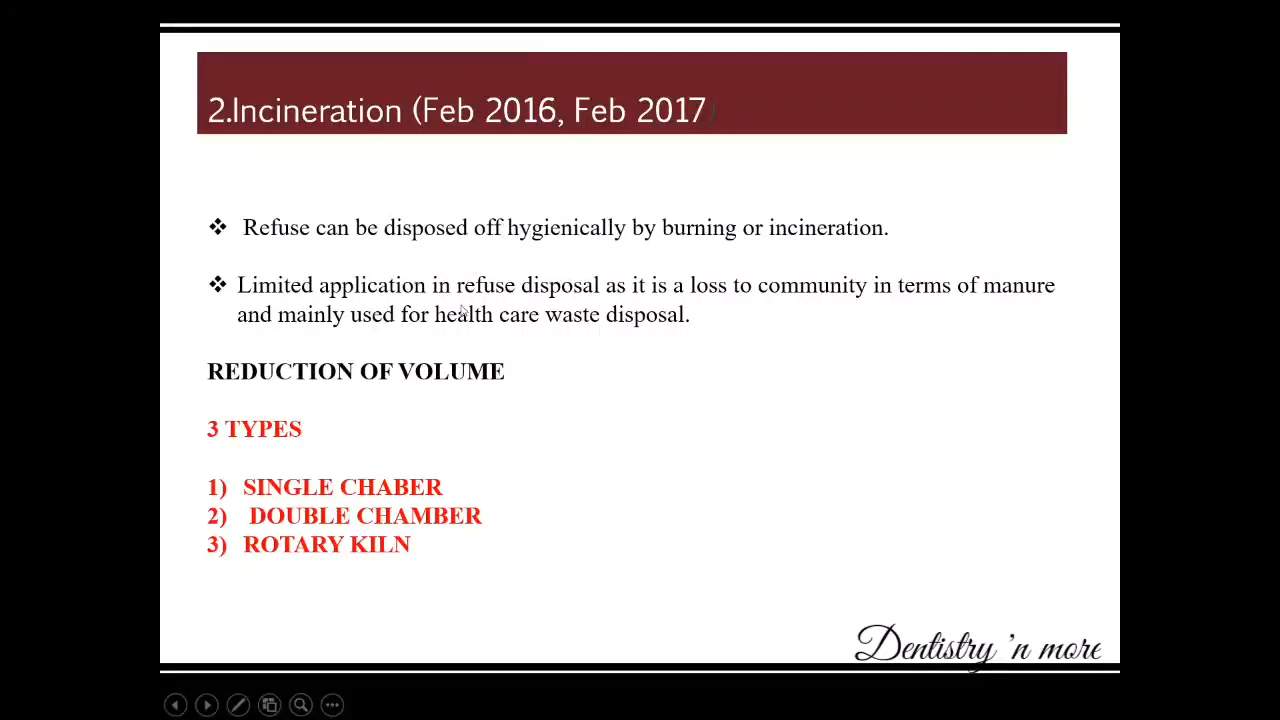 2.Incineration (Feb 2016, Feb 2017)
❖ Refuse can be disposed off hygienically by burning or incineration.
❖ Limited application in refuse disposal as it is a loss to community in terms of manure
and mainly used for health care waste disposal.
REDUCTION OF VOLUME
3 TYPES
1) SINGLE CHABER
2) DOUBLE CHAMBER
3) ROTARY KILN
Dentistry 'n more